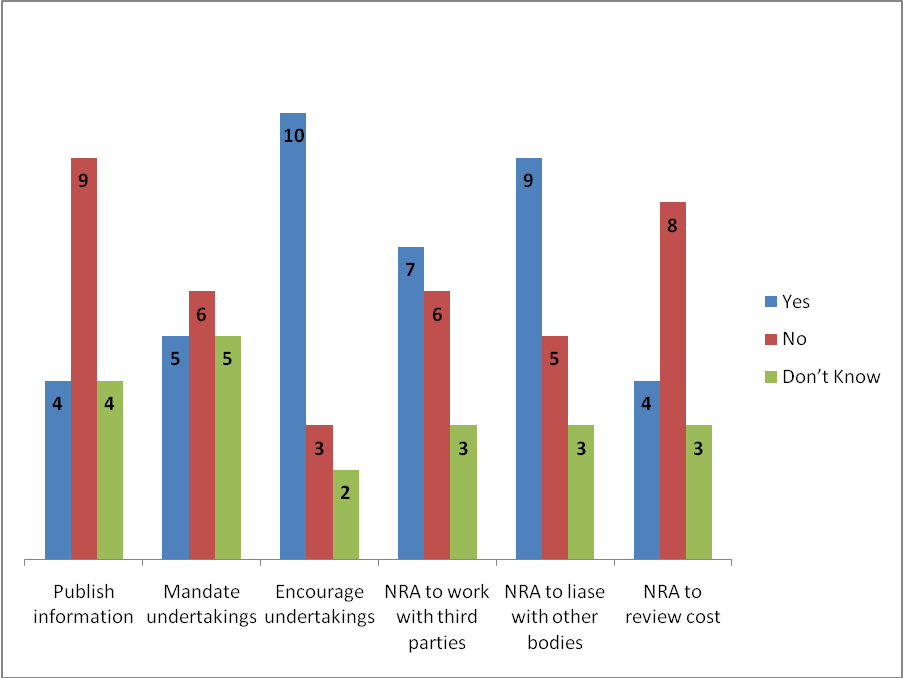 10
9
9
8
7
6
6
5
5
5
4
4
4
3
3
3
3
2
Yes
No
Don't Know
Publish information
Mandate undertakings
Encourage undertakings
NRA to work with third parties
NRA to liase with other bodies
NRA to review cost